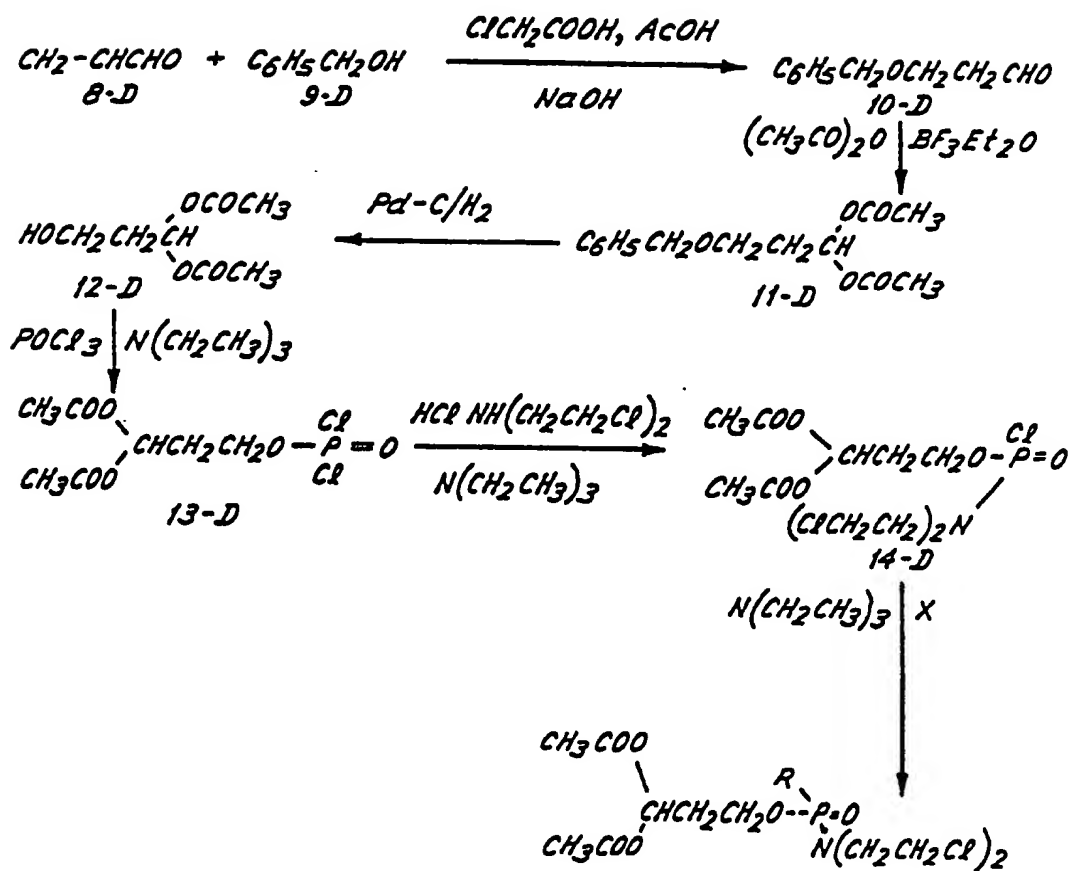 ClCH2COOH, AcOH
CH2-CHCHO + C6H5CH2OH
NaOH
C6H5CH2OCH2CH2CHO
8-D
9-D
10-D
(CH3CO)2O
BF3Et2O
OCOCH3
HOCH2CH2CH
OCOCH3
12-D
Pd-C/H2
OCOCH3
C6H5CH2OCH2CH2CH
OCOCH3
11-D
POCl3
N(CH2CH3)3
CH3COO
CHCH2CH2O-P=O
Cl
Cl
CH3COO
13-D
HCl NH(CH2CH2Cl)2
N(CH2CH3)3
CH3COO
CHCH2CH2O-P=O
Cl
CH3COO
(ClCH2CH2)2N
14-D
N(CH2CH3)3
X
CH3COO
R
CHCH2CH2O--P=O
CH3COO
N(CH2CH2Cl)2